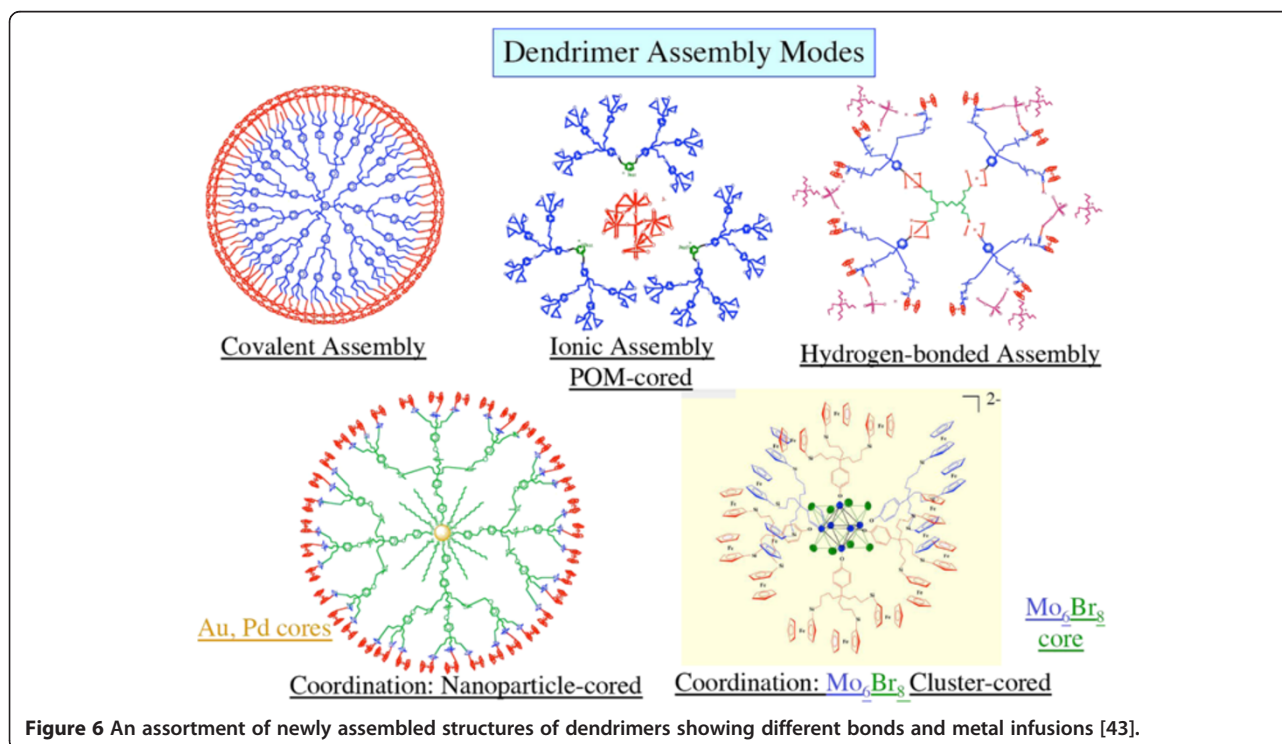 Dendrimer Assembly Modes
Covalent Assembly
Ionic Assembly
POM-cored
Hydrogen-bonded Assembly
2-
Au, Pd cores
Mo6Br8
core
Coordination: Nanoparticle-cored
Coordination: Mo6Br8 Cluster-cored
Figure 6 An assortment of newly assembled structures of dendrimers showing different bonds and metal infusions [43].